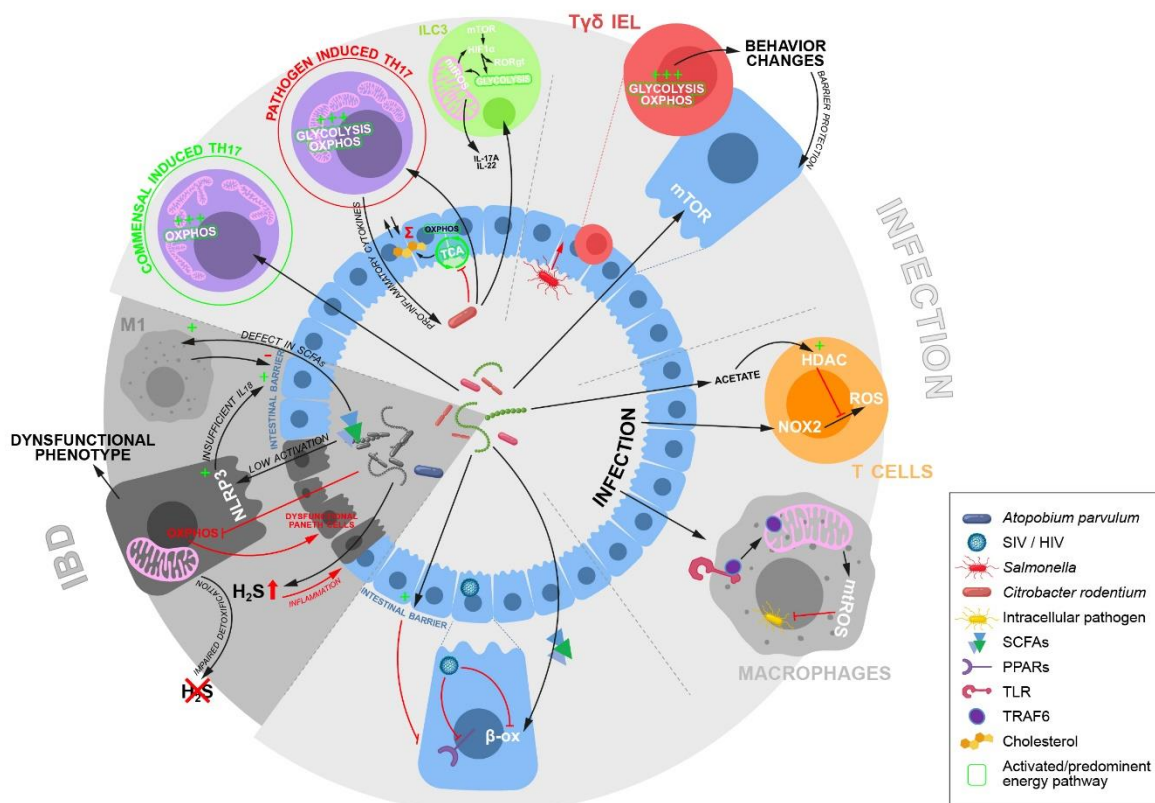 Tγδ IEL
ILC3
mTOR
HIF1α
RORgt
GLYCOLYSIS
mtROS
IL-17A
IL-22
PATHOGEN INDUCED TH17
+++
GLYCOLYSIS
OXPHOS
COMMENSAL INDUCED TH17
+++
OXPHOS
+++
GLYCOLYSIS
OXPHOS
BEHAVIOR
CHANGES
BARRIER PROTECTION
mTOR
INFECTION
PRO-INFLAMMATORY CYTOKINES
Σ
OXPHOS
TCA
M1
+
DEFECT IN SCFAs
-
+
INSUFFICIENT IL18
INTESTINAL BARRIER
DYNSFUNCTIONAL
PHENOTYPE
+
NLRP3
LOW ACTIVATION
OXPHOS
DYSFUNCTIONAL
PANETH CELLS
IBD
H₂S
INFLAMMATION
IMPAIRED DETOXIFICATION
H₂S
+
INTESTINAL BARRIER
β-ox
ACETATE
+
HDAC
ROS
NOX2
T CELLS
INFECTION
mtROS
MACROPHAGES
Atopobium parvulum
SIV / HIV
Salmonella
Citrobacter rodentium
Intracellular pathogen
SCFAs
PPARs
TLR
TRAF6
Cholesterol
Activated/predominent
energy pathway